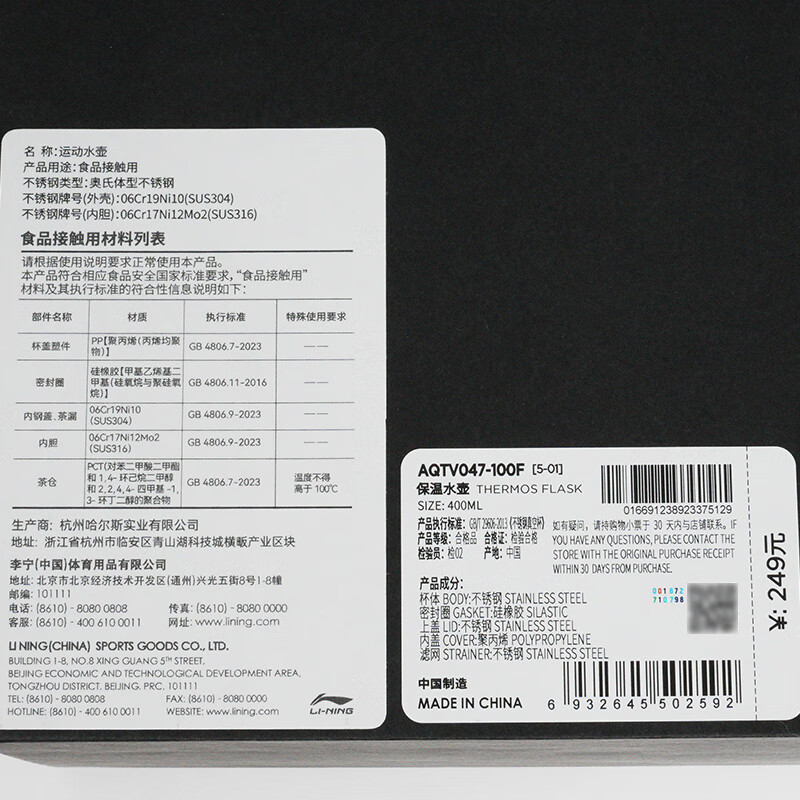 名 称:运动水壶
产品用途:食品接触用
不锈钢类型:奥氏体型不锈钢
不锈钢牌号(外壳):06Cr19Ni10(SUS304)
不锈钢牌号(内胆):06Cr17Ni12Mo2(SUS316)
食品接触用材料列表
请根据使用说明要求正常使用本产品。
本产品符合相应食品安全国家标准要求,“食品接触用”
材料及其执行标准的符合性信息说明如下:
部件名称 材质 执行标准 特殊使用要求
杯盖塑件 PP【聚丙烯(丙烯均聚
物)】 GB 4806.7-2023 ——
密封圈 硅橡胶【甲基乙烯基二
甲基(硅氧烷与聚硅氧
烷)】 GB 4806.11-2016 ——
内钢盖、茶漏 06Cr19Ni10
(SUS304) GB 4806.9-2023 ——
内胆 06Cr17Ni12Mo2
(SUS316) GB 4806.9-2023 ——
茶仓 PCT(对苯二甲酸二甲酯
和 1,4- 环己烷二甲醇
和 2,2,4,4- 四甲基 -1,
3- 环丁二醇的聚合物 GB 4806.7-2023 温度不得
高于 100℃
生产商: 杭州哈尔斯实业有限公司
地址: 浙江省杭州市临安区青山湖科技城横畈产业区块
李宁(中国)体育用品有限公司
地址: 北京市北京经济技术开发区(通州)兴光五街8号院1-8幢
邮编: 101111
电话: (8610) - 8080 0808 传真: (8610) - 8080 0000
客服: (8610) - 400 610 0011 网址: www.lining.com
LI NING(CHINA) SPORTS GOODS CO., LTD.
BUILDING 1-8, NO.8 XING GUANG 5TH STREET,
BEIJING ECONOMIC AND TECHNOLOGICAL DEVELOPMENT AREA,
TONGZHOU DISTRICT, BEIJING. PRC. 101111
TEL: (8610) - 8080 0808 FAX: (8610) - 8080 0000
HOTLINE: (8610) - 400 610 0011 WEBSITE: www.lining.com
LI-NING
AQTV047-100F [5-01]
保温水壶 THERMOS FLASK
SIZE: 400ML
016691238923375129
产品执行标准: GB/T 29606-2013《不锈钢真空杯》
产品等级: 合格品 合格证: 检验合格
检验员: 检02 产地: 中国
如有疑问，请持购物小票于 30 天内与店铺联系。IF
YOU HAVE ANY QUESTIONS, PLEASE CONTACT THE
STORE WITH THE ORIGINAL PURCHASE RECEIPT
WITHIN 30 DAYS FROM PURCHASE.
产品成分:
杯体 BODY:不锈钢 STAINLESS STEEL
密封圈 GASKET:硅橡胶 SILASTIC
上盖 LID:不锈钢 STAINLESS STEEL
内盖 COVER:聚丙烯 POLYPROPYLENE
滤网 STRAINER:不锈钢 STAINLESS STEEL
001872
710798
中国制造
MADE IN CHINA
6 932645 502592
¥: 249元